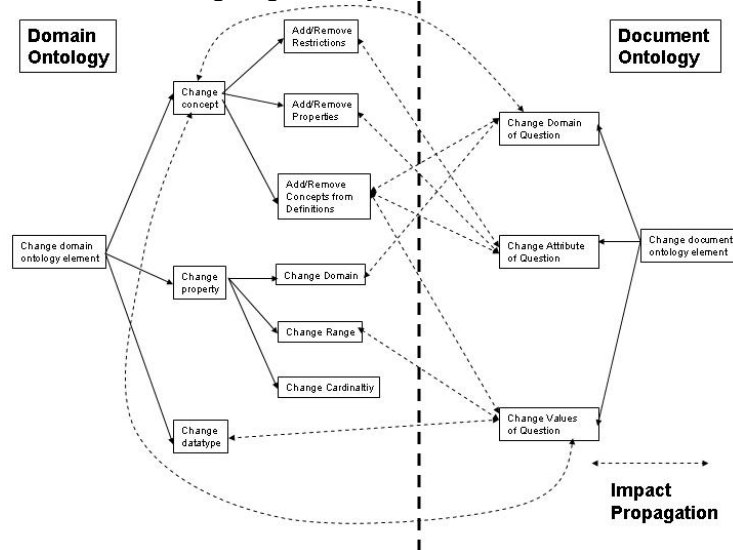 Domain
Ontology
Document
Ontology
Add/Remove
Restrictions
Change
concept
Add/Remove
Properties
Change Domain
of Question
Add/Remove
Concepts from
Definitions
Change domain
ontology element
Change Attribute
of Question
Change document
ontology element
Change
property
Change Domain
Change Range
Change Cardinaltiy
Change
datatype
Change Values
of Question
Impact
Propagation